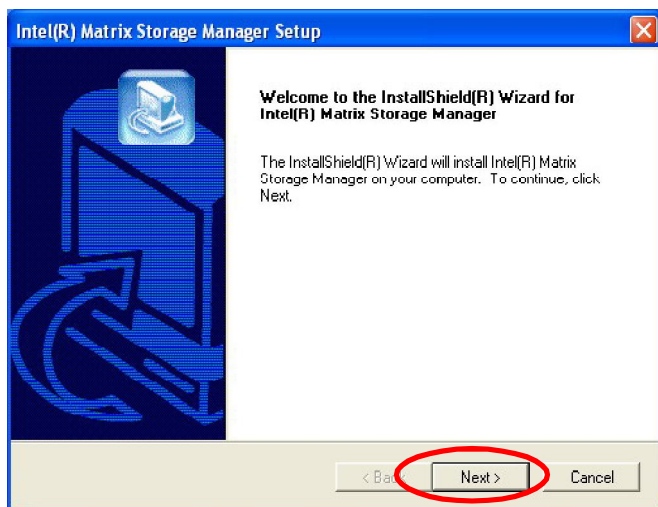 Intel(R) Matrix Storage Manager Setup
Welcome to the InstallShield(R) Wizard for
Intel(R) Matrix Storage Manager
The InstallShield(R) Wizard will install Intel(R) Matrix
Storage Manager on your computer. To continue, click
Next.
< Back Next > Cancel